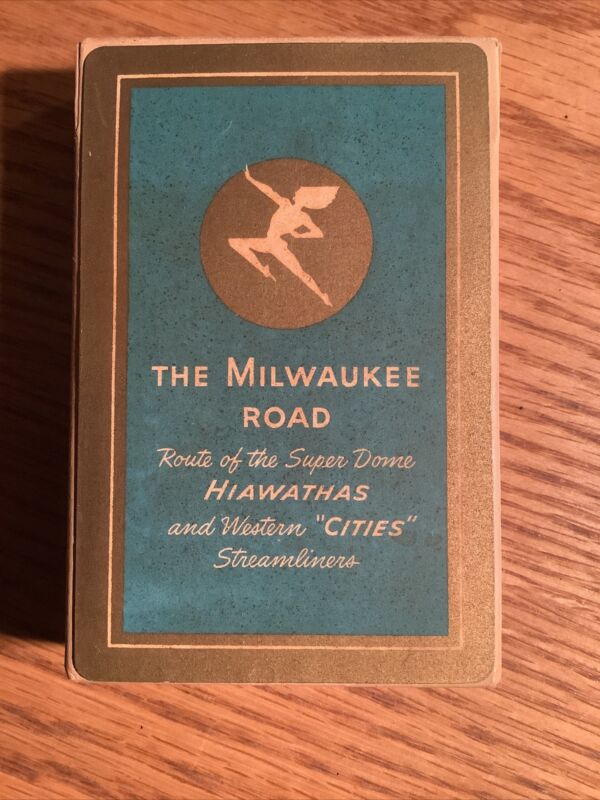 THE MILWAUKEE
ROAD
Route of the Super Dome
HIAWATHAS
and Western "CITIES"
Streamliners